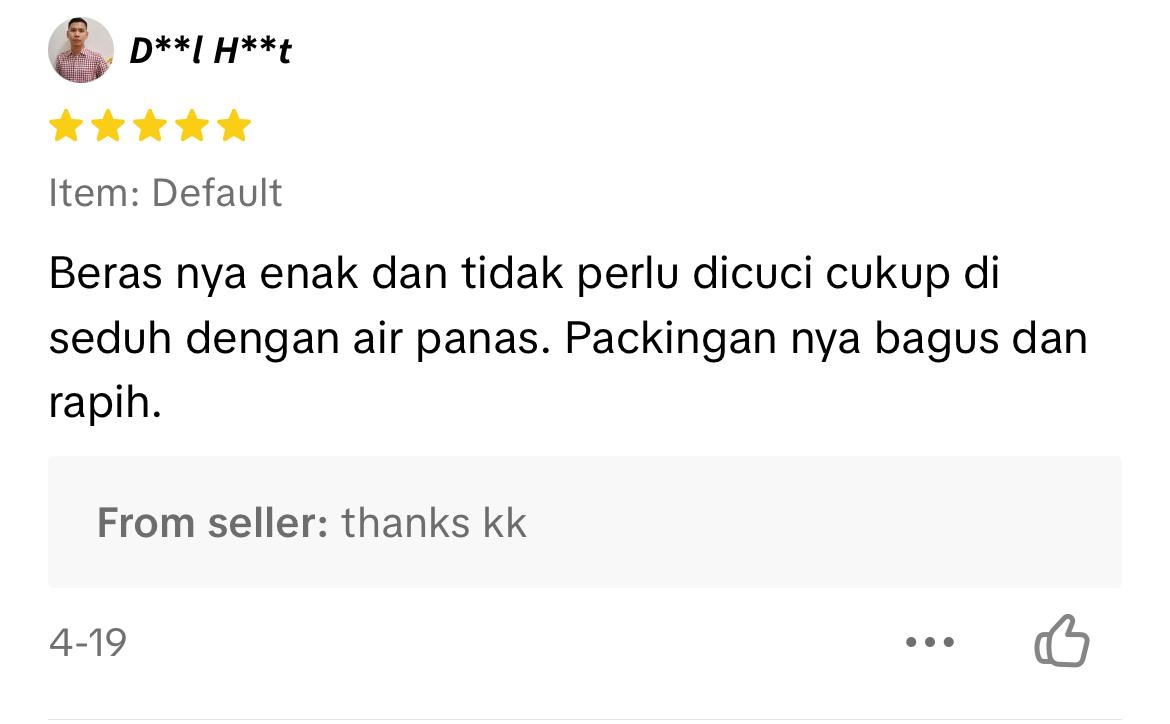 D**l H**t
Item: Default
Beras nya enak dan tidak perlu dicuci cukup di
seduh dengan air panas. Packingan nya bagus dan
rapih.
From seller: thanks kk
4-19